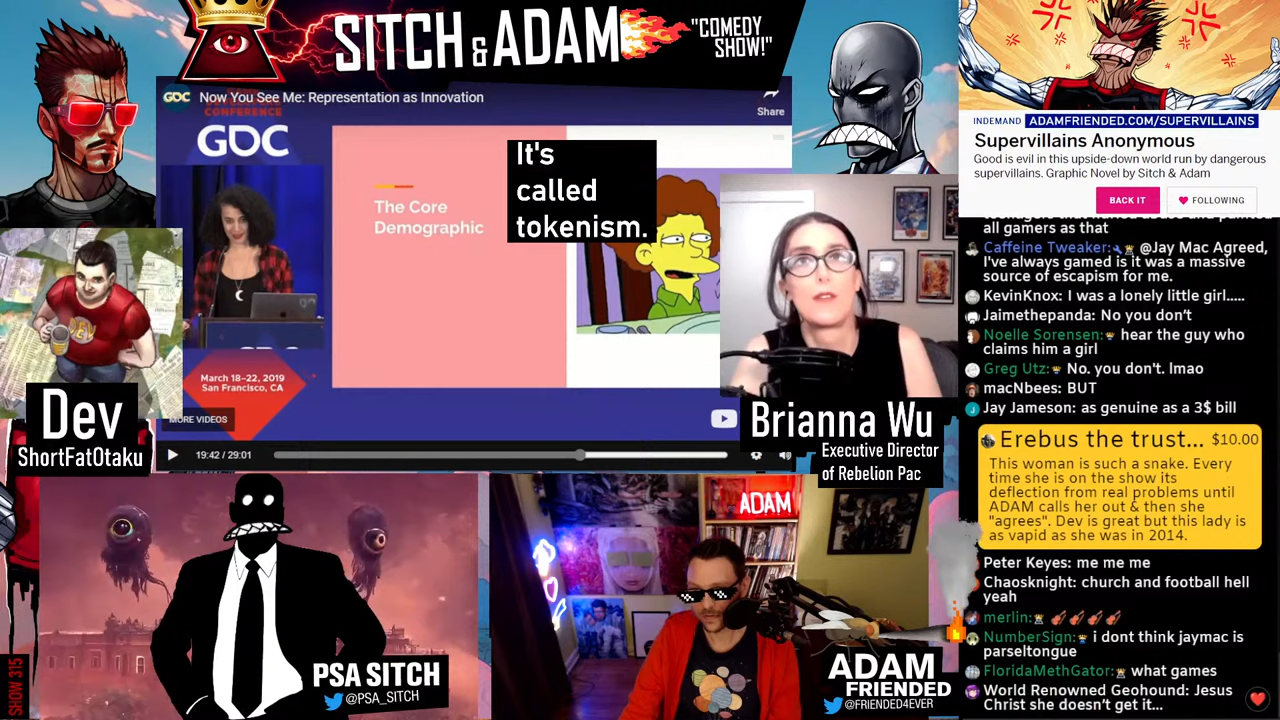 SITCH & ADAM
"COMEDY
SHOW!"
GDC
Now You See Me: Representation as Innovation
Share
CONFERENCE
GDC
The Core
Demographic
It's
called
tokenism.
March 18–22, 2019
San Francisco, CA
MORE VIDEOS
19:42 / 29:01
DEV
Dev
ShortFatOtaku
Brianna Wu
Executive Director
of Rebelion Pac
SHOW 315
PSA SITCH
@PSA_SITCH
ADAM
ADAM
FRIENDED
@FRIENDED4EVER
INDEMAND ADAMFRIENDED.COM/SUPERVILLAINS
Supervillains Anonymous
Good is evil in this upside-down world run by dangerous
supervillains. Graphic Novel by Sitch & Adam
BACK IT
FOLLOWING
all gamers as that
Caffeine Tweaker: @Jay Mac Agreed,
I've always gamed is it was a massive
source of escapism for me.
KevinKnox: I was a lonely little girl.....
Jaimethepanda: No you don't
Noelle Sorensen: hear the guy who
claims him a girl
Greg Utz: No. you don't. lmao
macNbees: BUT
Jay Jameson: as genuine as a 3$ bill
Erebus the trust... $10.00
This woman is such a snake. Every
time she is on the show its
deflection from real problems until
ADAM calls her out & then she
"agrees". Dev is great but this lady is
as vapid as she was in 2014.
Peter Keyes: me me me
Chaosknight: church and football hell
yeah
merlin:
NumberSign: i dont think jaymac is
parseltongue
FloridaMethGator: what games
World Renowned Geohound: Jesus
Christ she doesn't get it...